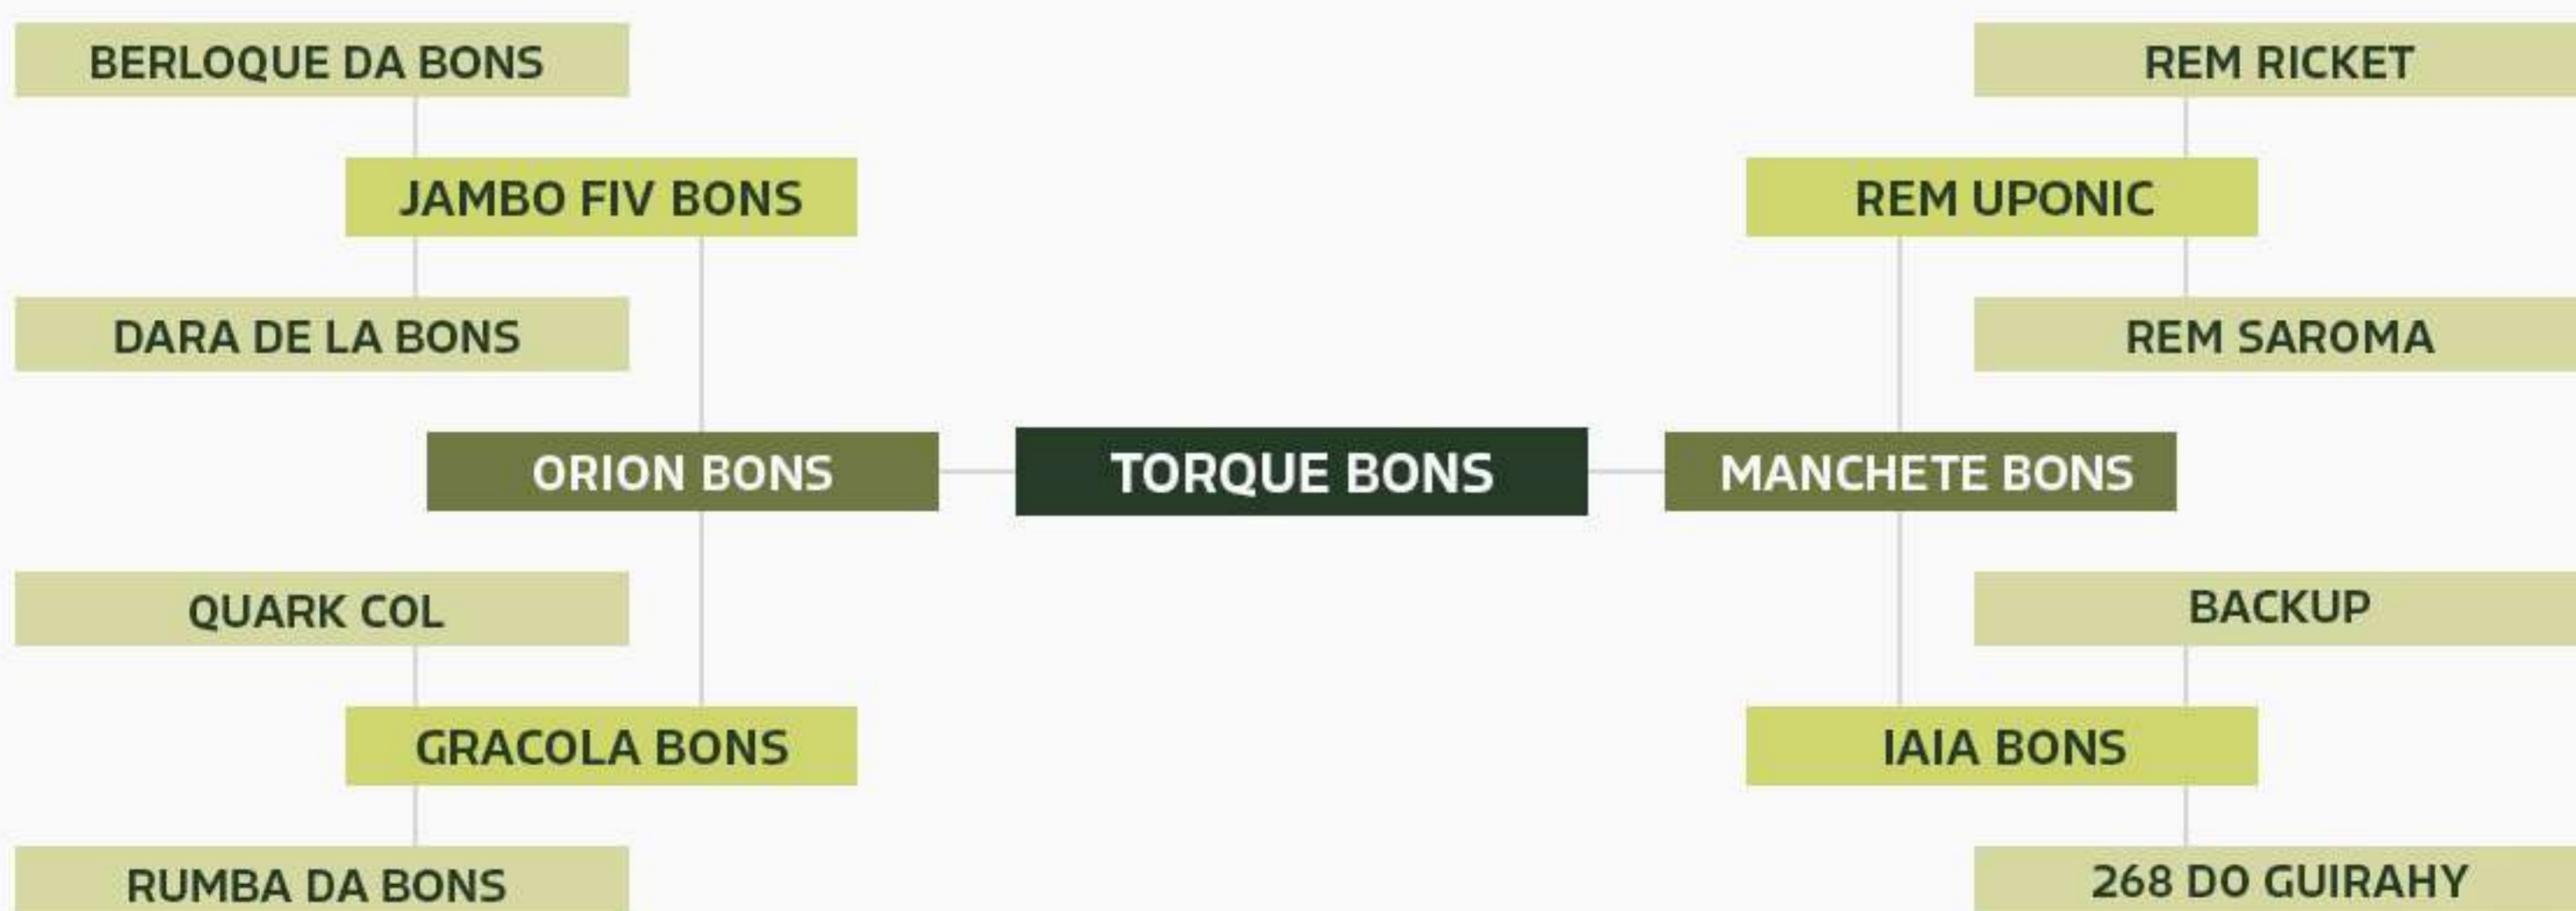 BERLOQUE DA BONS
REM RICKET
JAMBO FIV BONS
REM UPONIC
DARA DE LA BONS
REM SAROMA
ORION BONS
TORQUE BONS
MANCHETE BONS
QUARK COL
BACKUP
GRACOLA BONS
IAIA BONS
RUMBA DA BONS
268 DO GUIRAHY